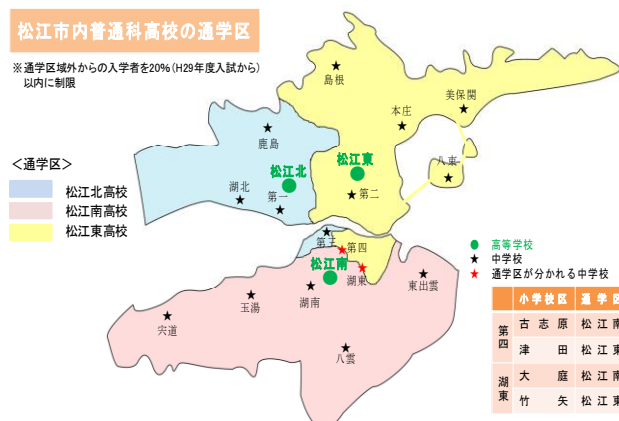 松江市内普通科高校の通学区
※通学区域外からの入学者を20%(H29年度入試から)
以内に制限
島根
美保関
本庄
鹿島
八束
＜通学区＞
松江北高校
松江南高校
松江東高校
松江北
松江東
湖北
第一
第二
第三
第四
松江南
湖東
湖南
東出雲
玉湯
宍道
八雲
高等学校
中学校
通学区が分かれる中学校
小学校区 通学区
第四 古志原 松江南
津田 松江東
湖東 大庭 松江南
竹矢 松江東